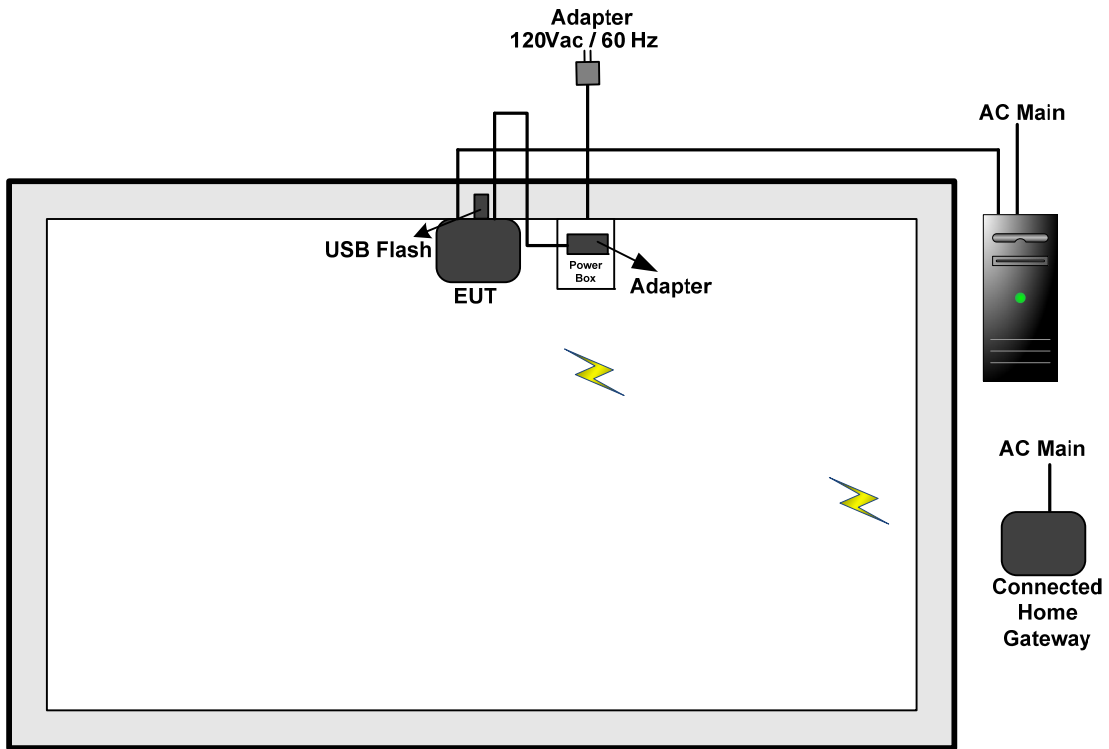 Adapter
120Vac / 60 Hz
AC Main
USB Flash
EUT
Power
Box
Adapter
AC Main
Connected
Home
Gateway